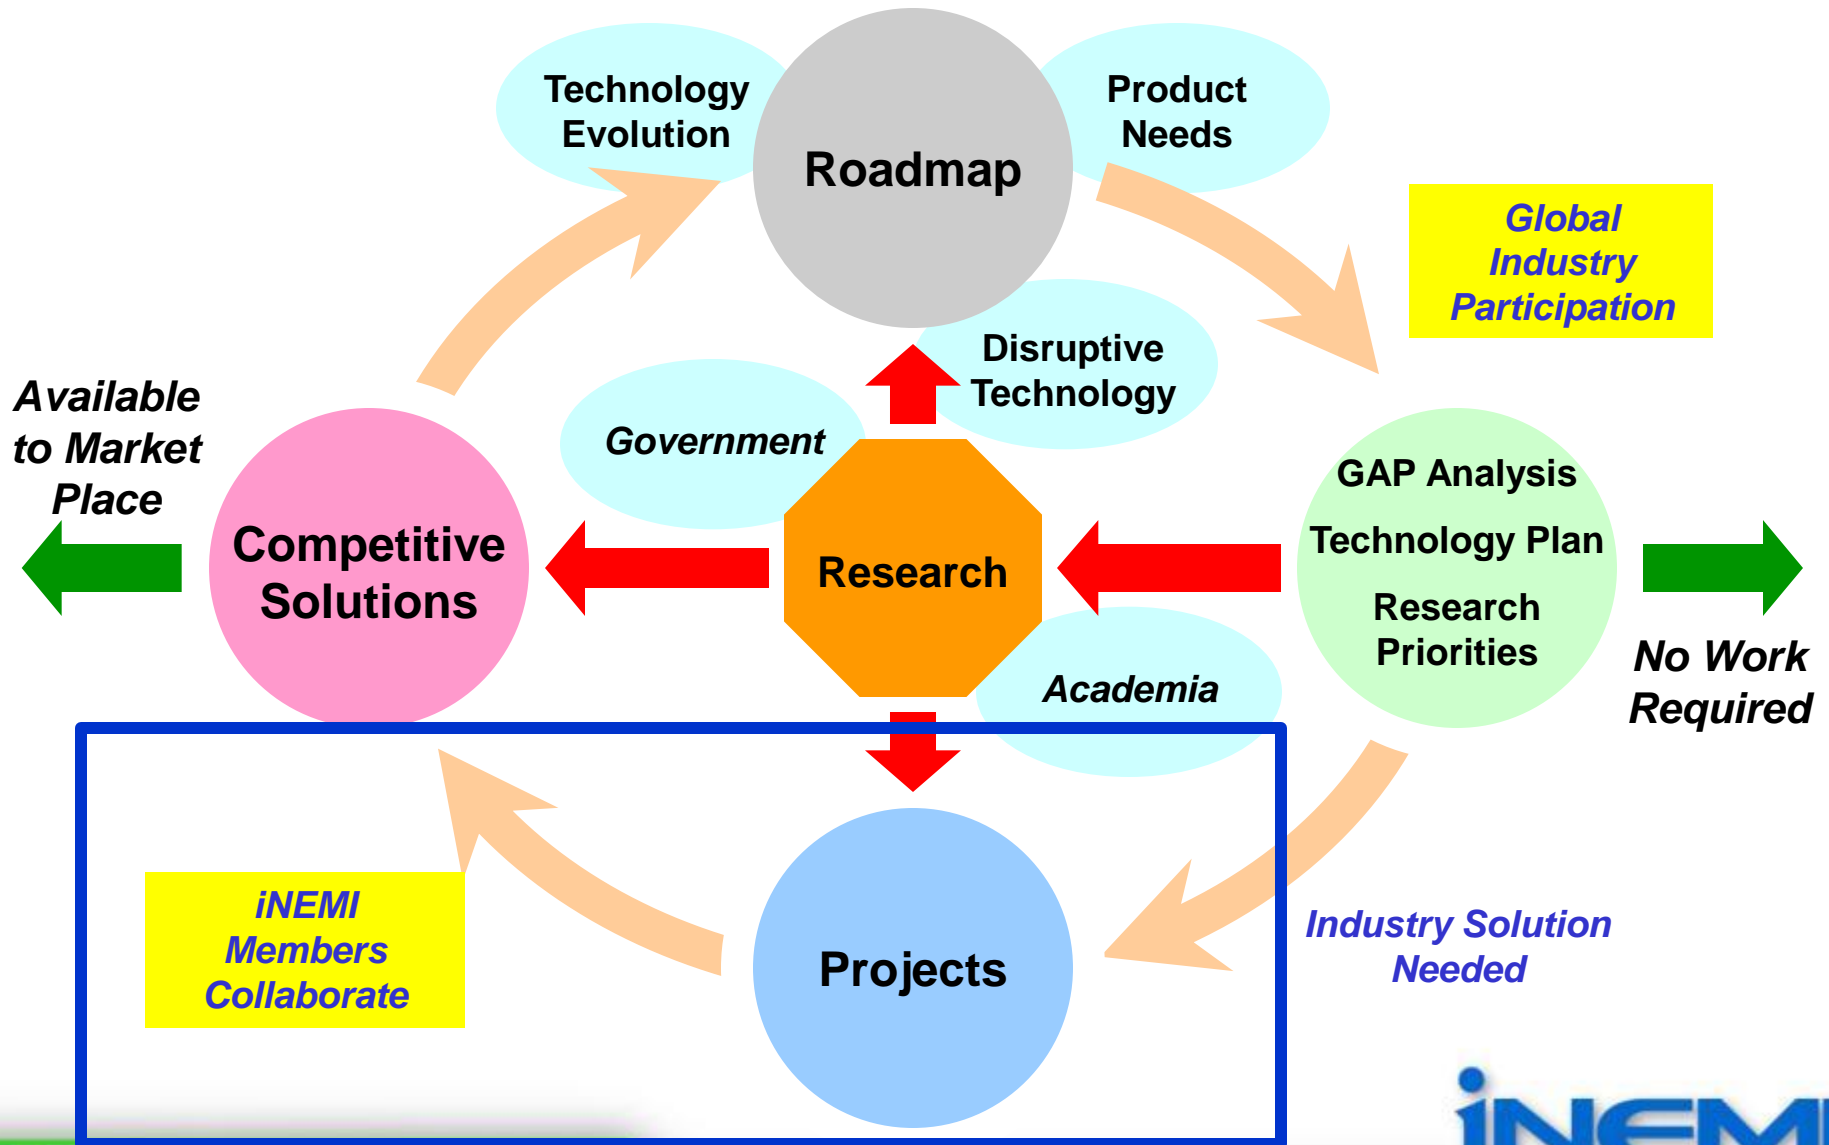 Technology
Evolution
Product
Needs
Roadmap
Global
Industry
Participation
Disruptive
Technology
Available
to Market
Place
Government
GAP Analysis
Technology Plan
Research
Priorities
Competitive
Solutions
Research
No Work
Required
Academia
iNEMI
Members
Collaborate
Projects
Industry Solution
Needed
iNEMI